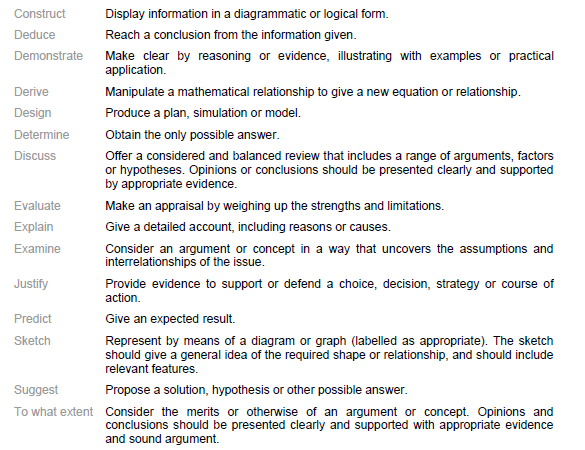 Construct Display information in a diagrammatic or logical form.
Deduce Reach a conclusion from the information given.
Demonstrate Make clear by reasoning or evidence, illustrating with examples or practical
application.
Derive Manipulate a mathematical relationship to give a new equation or relationship.
Design Produce a plan, simulation or model.
Determine Obtain the only possible answer.
Discuss Offer a considered and balanced review that includes a range of arguments, factors
or hypotheses. Opinions or conclusions should be presented clearly and supported
by appropriate evidence.
Evaluate Make an appraisal by weighing up the strengths and limitations.
Explain Give a detailed account, including reasons or causes.
Examine Consider an argument or concept in a way that uncovers the assumptions and
interrelationships of the issue.
Justify Provide evidence to support or defend a choice, decision, strategy or course of
action.
Predict Give an expected result.
Sketch Represent by means of a diagram or graph (labelled as appropriate). The sketch
should give a general idea of the required shape or relationship, and should include
relevant features.
Suggest Propose a solution, hypothesis or other possible answer.
To what extent Consider the merits or otherwise of an argument or concept. Opinions and
conclusions should be presented clearly and supported with appropriate evidence
and sound argument.